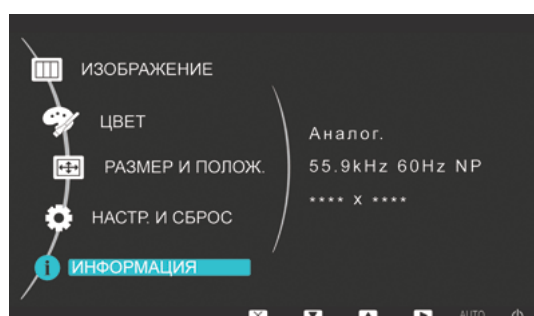 ИЗОБРАЖЕНИЕ
ЦВЕТ
РАЗМЕР И ПОЛОЖ.
НАСТР. И СБРОС
ИНФОРМАЦИЯ
Аналог.
55.9kHz 60Hz NP
**** x ****
AUTO